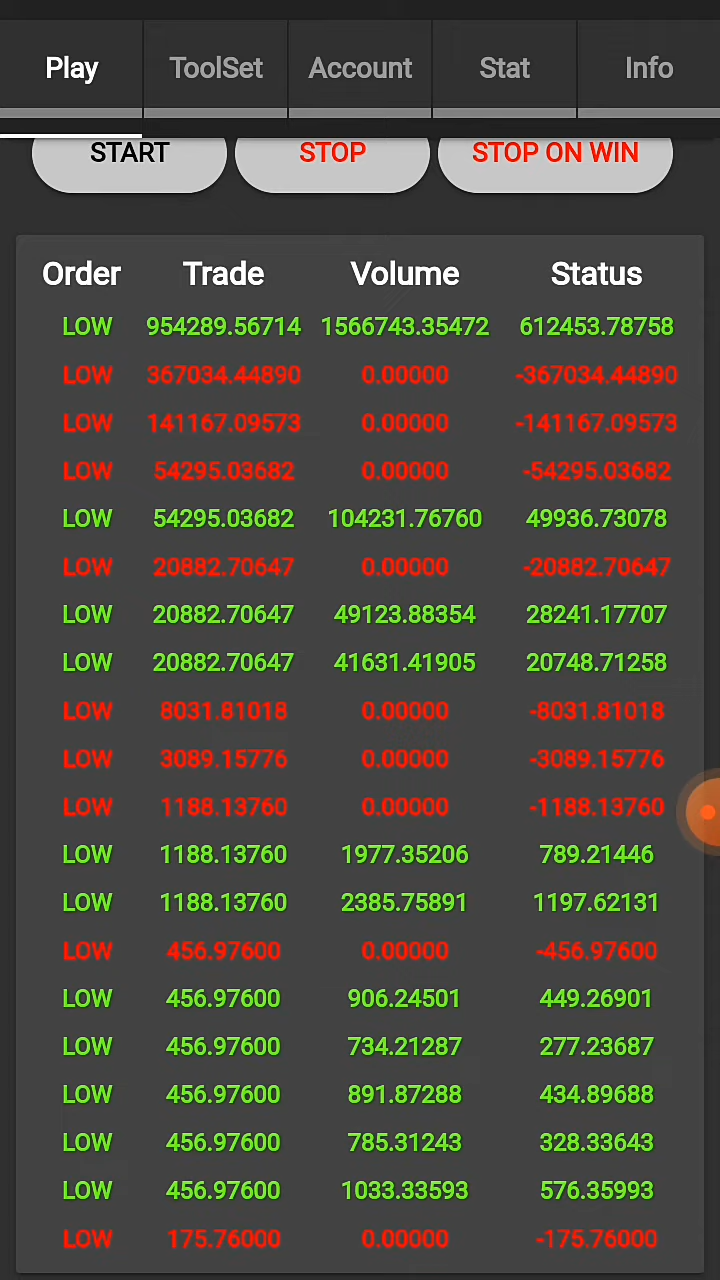 Play ToolSet Account Stat Info
START STOP STOP ON WIN
Order Trade Volume Status
LOW 954289.56714 1566743.35472 612453.78758
LOW 367034.44890 0.00000 -367034.44890
LOW 141167.09573 0.00000 -141167.09573
LOW 54295.03682 0.00000 -54295.03682
LOW 54295.03682 104231.76760 49936.73078
LOW 20882.70647 0.00000 -20882.70647
LOW 20882.70647 49123.88354 28241.17707
LOW 20882.70647 41631.41905 20748.71258
LOW 8031.81018 0.00000 -8031.81018
LOW 3089.15776 0.00000 -3089.15776
LOW 1188.13760 0.00000 -1188.13760
LOW 1188.13760 1977.35206 789.21446
LOW 1188.13760 2385.75891 1197.62131
LOW 456.97600 0.00000 -456.97600
LOW 456.97600 906.24501 449.26901
LOW 456.97600 734.21287 277.23687
LOW 456.97600 891.87288 434.89688
LOW 456.97600 785.31243 328.33643
LOW 456.97600 1033.33593 576.35993
LOW 175.76000 0.00000 -175.76000